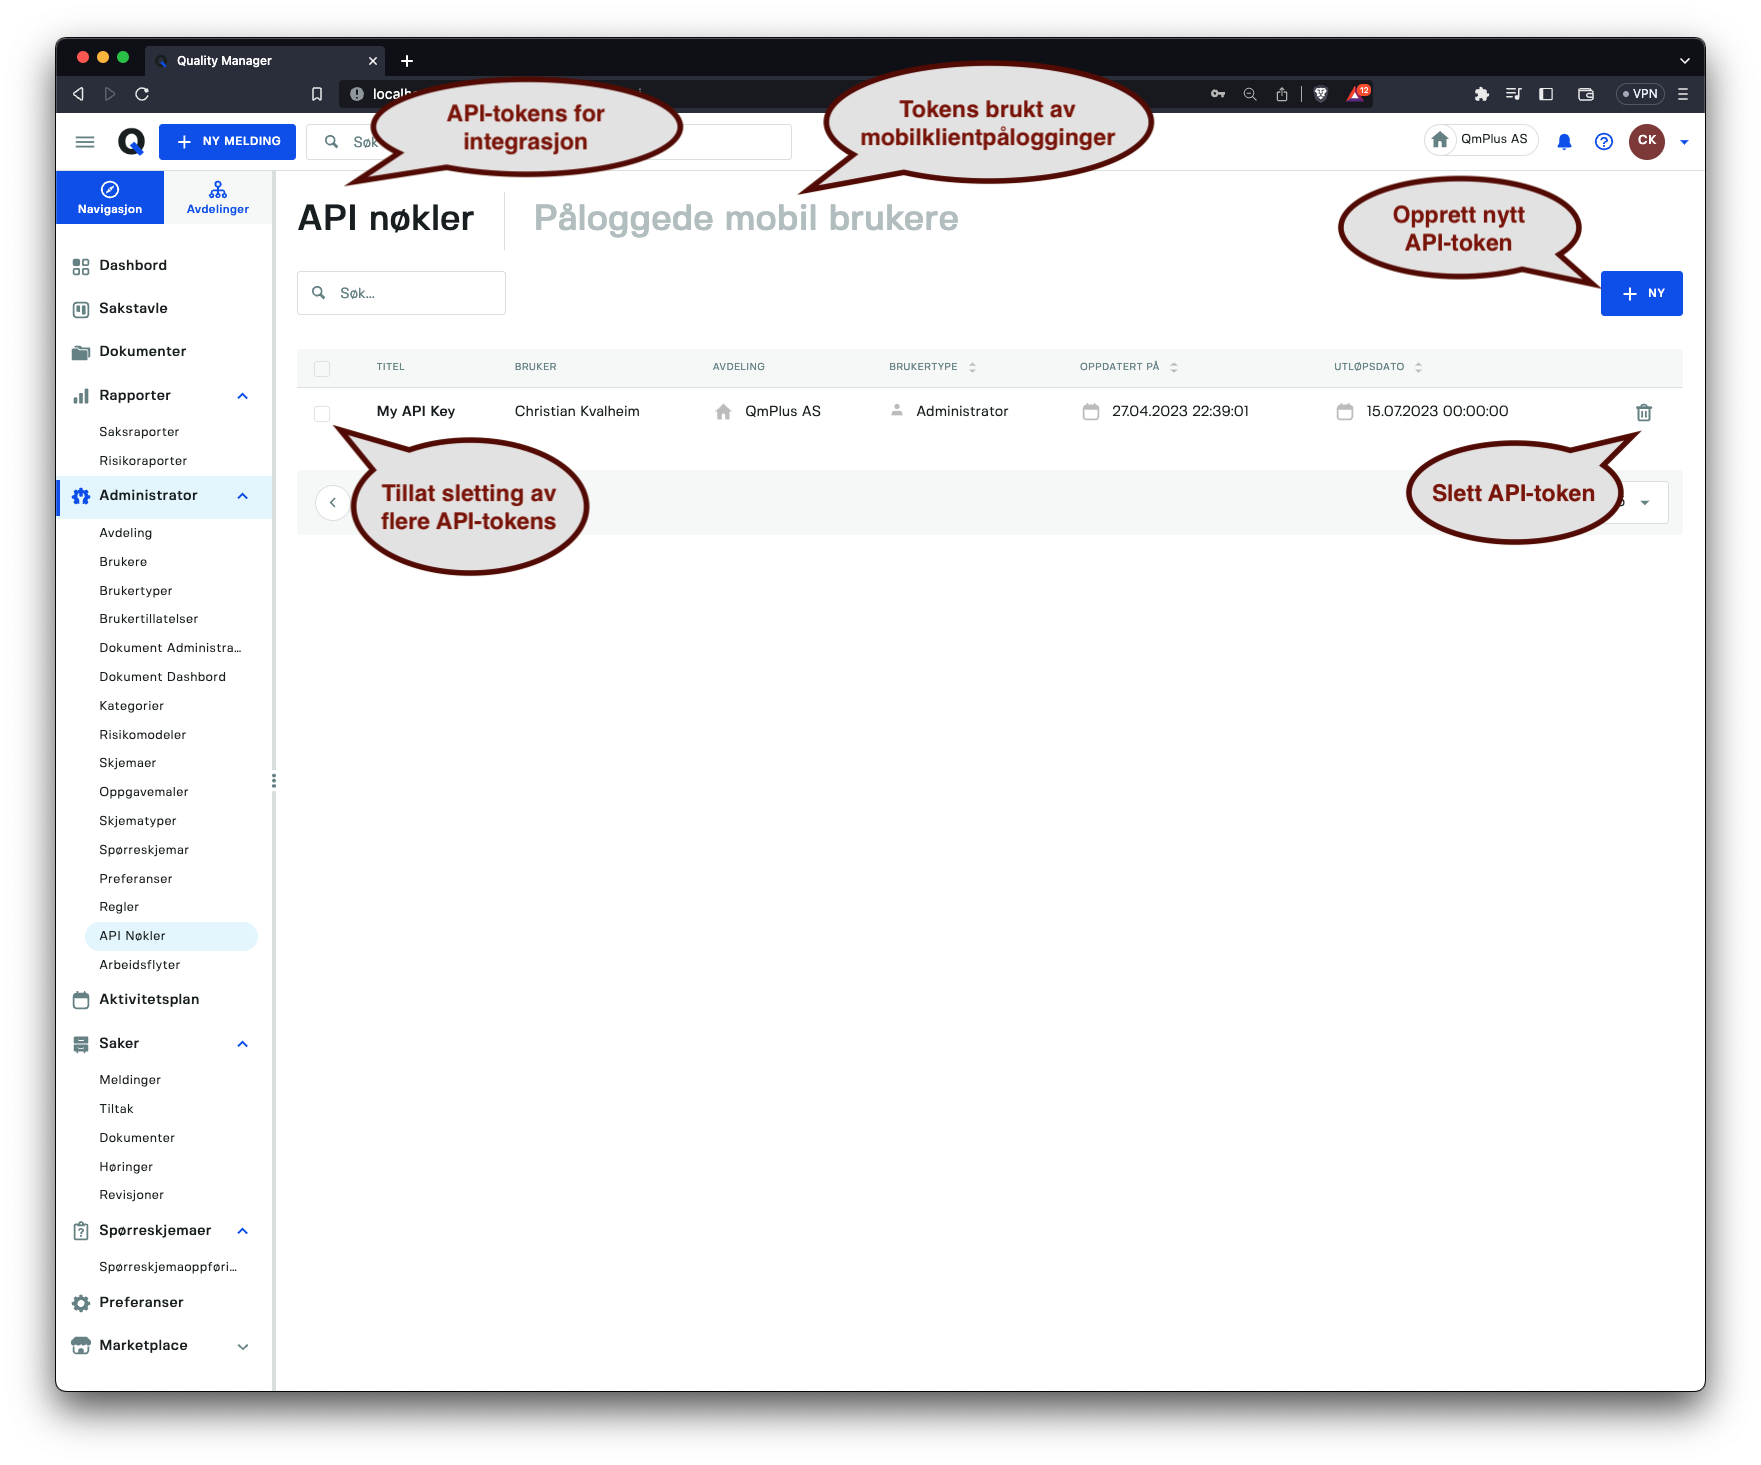 Quality Manager
12
VPN
API-tokens for
integrasjon
Tokens brukt av
mobilklientpålogginger
NY MELDING
QmPlus AS
CK
Navigasjon
Avdelinger
API nøkler
Påloggede mobil brukere
Opprett nytt
API-token
Søk...
NY
TITEL
BRUKER
AVDELING
BRUKERTYPE
OPPDATERT PÅ
UTLØPSDATO
My API Key
Christian Kvalheim
QmPlus AS
Administrator
27.04.2023 22:39:01
15.07.2023 00:00:00
Tillat sletting av
flere API-tokens
Slett API-token
Dashbord
Sakstavle
Dokumenter
Rapporter
Saksraporter
Risikoraporter
Administrator
Avdeling
Brukere
Brukertyper
Brukertillatelser
Dokument Administra...
Dokument Dashbord
Kategorier
Risikomodeler
Skjemaer
Oppgavemaler
Skjematyper
Spørreskjemar
Preferanser
Regler
API Nøkler
Arbeidsflyter
Aktivitetsplan
Saker
Meldinger
Tiltak
Dokumenter
Høringer
Revisjoner
Spørreskjemaer
Spørreskjemaoppføri...
Preferanser
Marketplace